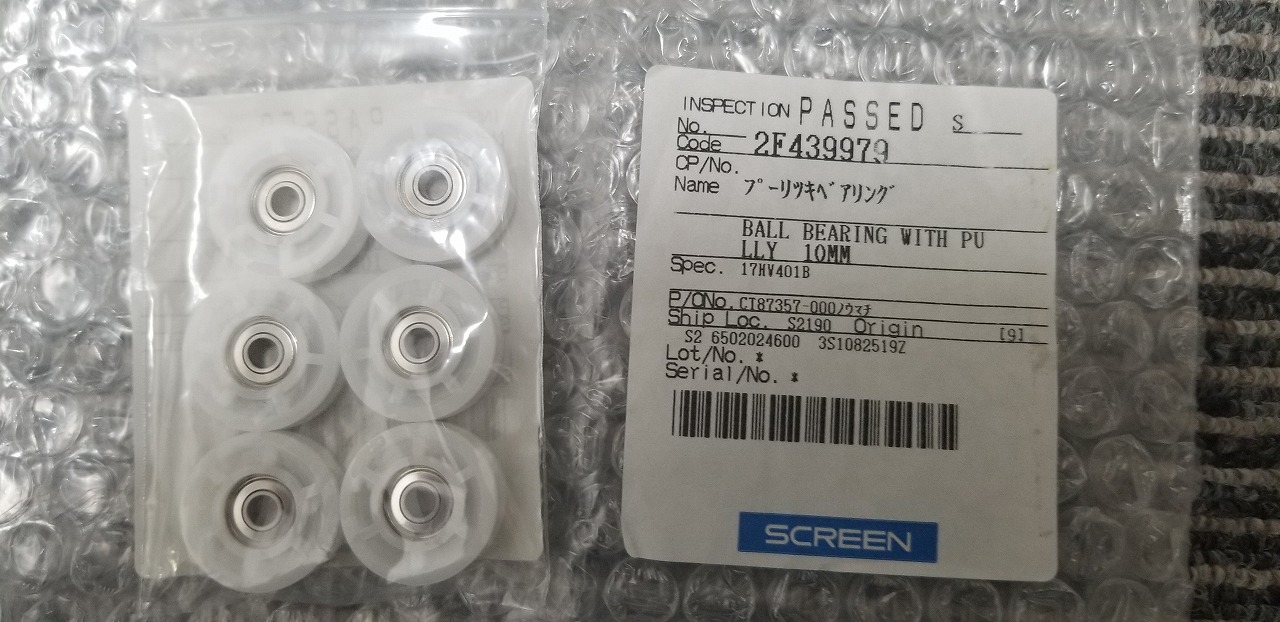 INSPECTION PASSED S
No.
Code 2F439979
CP/No.
Name プーリツキベアリング
BALL BEARING WITH PU
LLY 10MM
Spec. 17HV401B
P/ONo. CT87357-000ノウマチ
Ship Loc. S2190 Origin [9]
S2 6502024600 3S1082519Z
Lot/No. *
Serial/No. *
SCREEN